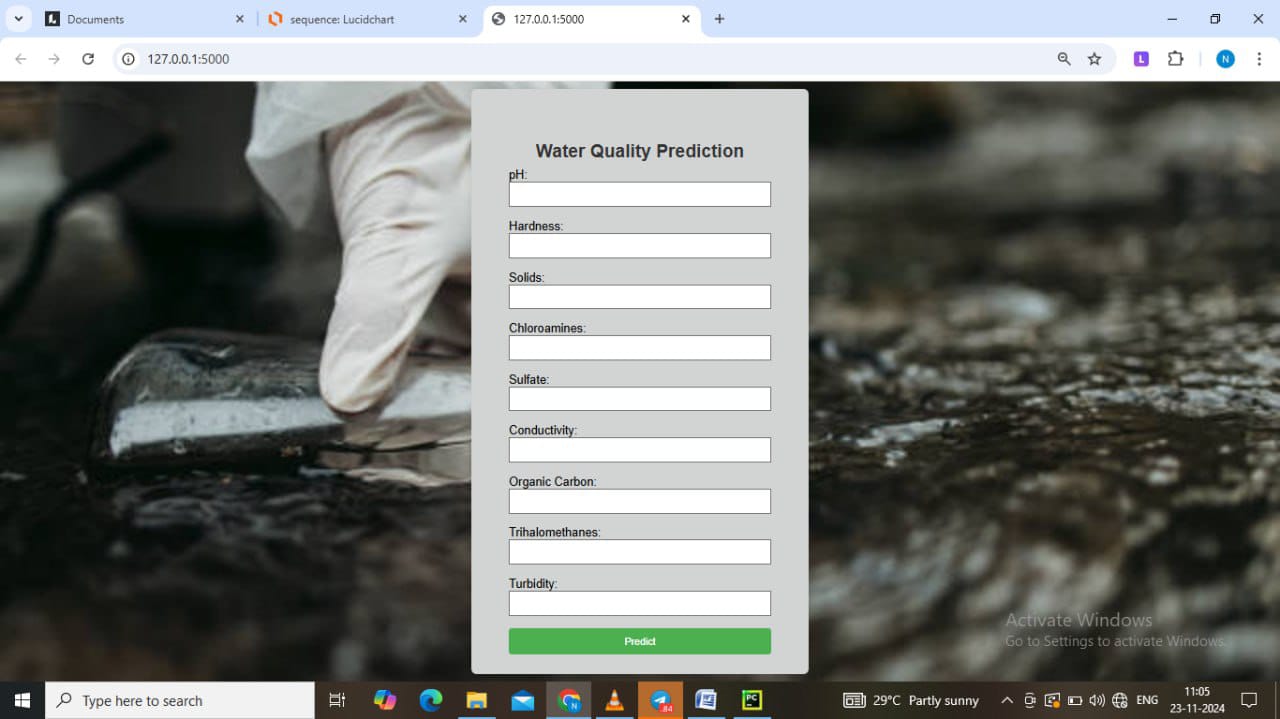 Documents
sequence: Lucidchart
127.0.0.1:5000
127.0.0.1:5000
L
N
Water Quality Prediction
pH:
Hardness:
Solids:
Chloroamines:
Sulfate:
Conductivity:
Organic Carbon:
Trihalomethanes:
Turbidity:
Predict
Activate Windows
Go to Settings to activate Windows.
Type here to search
N
84
PC
29°C Partly sunny
ENG
11:05
23-11-2024